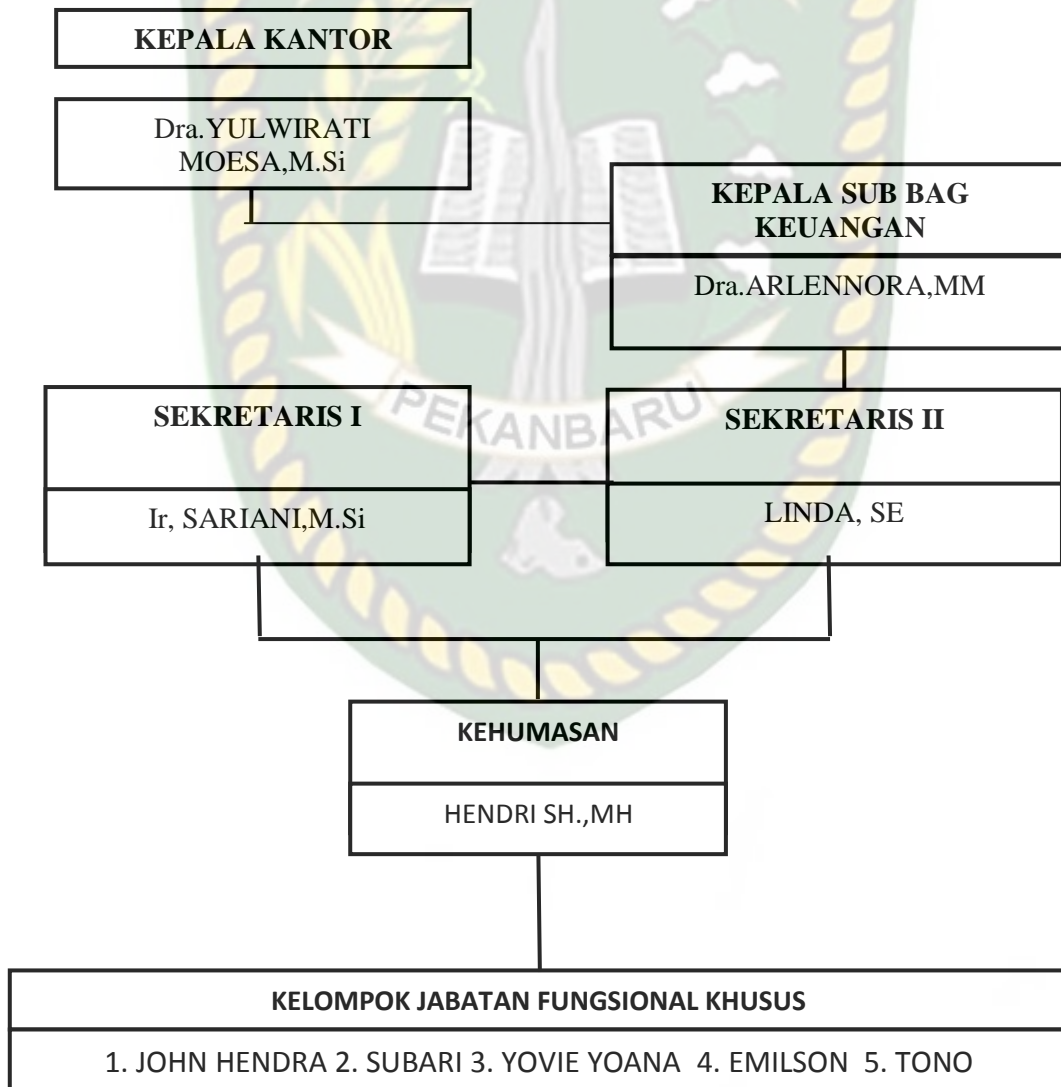 KEPALA KANTOR
Dra.YULWIRATI
MOESA,M.Si
KEPALA SUB BAG
KEUANGAN
Dra.ARLENNORA,MM
SEKRETARIS I
Ir, SARIANI,M.Si
PEKANBARU
SEKRETARIS II
LINDA, SE
KEHUMASAN
HENDRI SH.,MH
KELOMPOK JABATAN FUNGSIONAL KHUSUS
1. JOHN HENDRA 2. SUBARI 3. YOVIE YOANA 4. EMILSON 5. TONO